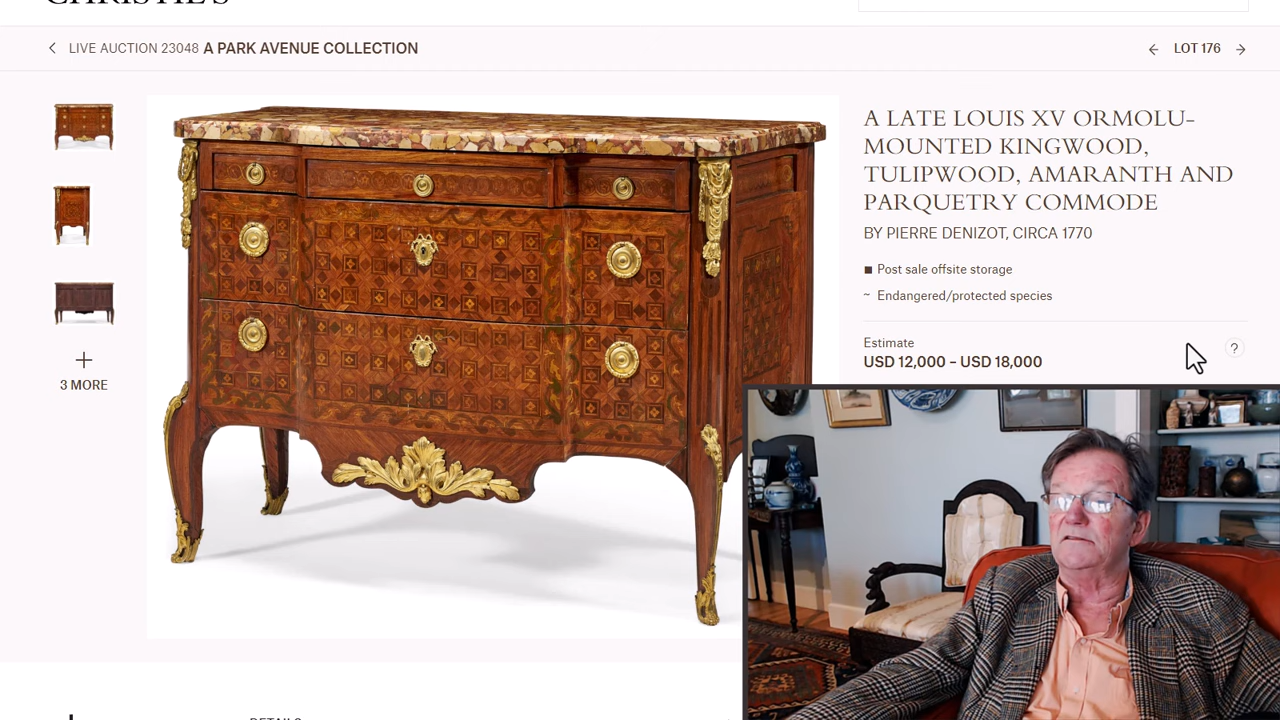 CHRISTIE'S
LIVE AUCTION 23048 A PARK AVENUE COLLECTION
LOT 176
A LATE LOUIS XV ORMOLU-
MOUNTED KINGWOOD,
TULIPWOOD, AMARANTH AND
PARQUETRY COMMODE
BY PIERRE DENIZOT, CIRCA 1770
■ Post sale offsite storage
~ Endangered/protected species
Estimate
?
USD 12,000 – USD 18,000
3 MORE
DETAILS